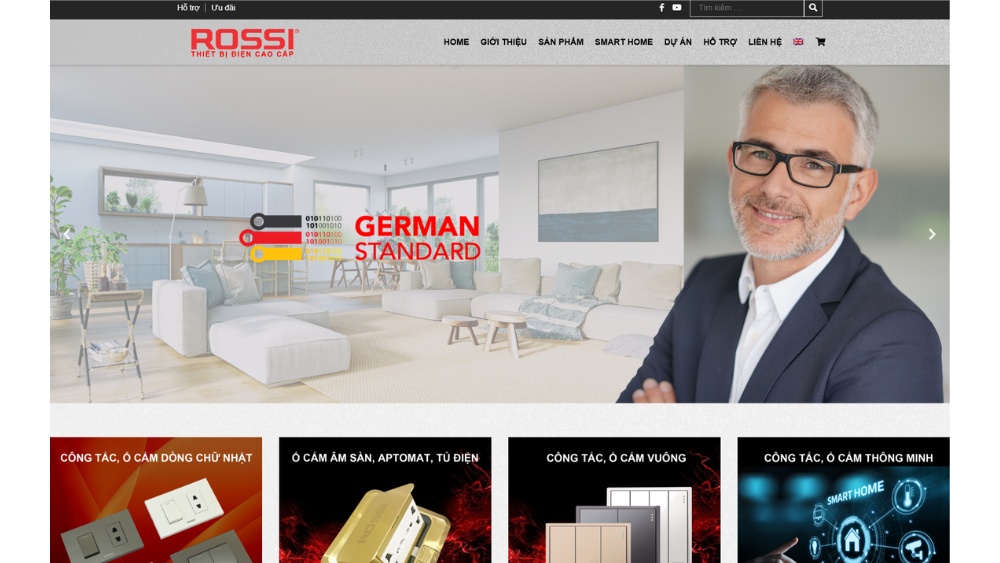 Hỗ trợ | Ưu đãi
Tìm kiếm ...
ROSSI®
THIẾT BỊ ĐIỆN CAO CẤP
HOME GIỚI THIỆU SẢN PHẨM SMART HOME DỰ ÁN HỖ TRỢ LIÊN HỆ
010110100
101001010
010110100
101001010
GERMAN
STANDARD
CÔNG TẮC, Ổ CẮM DÒNG CHỮ NHẬT
Ổ CẮM ÂM SÀN, APTOMAT, TỦ ĐIỆN
CÔNG TẮC, Ổ CẮM VUÔNG
CÔNG TẮC, Ổ CẮM THÔNG MINH
SMART HOME